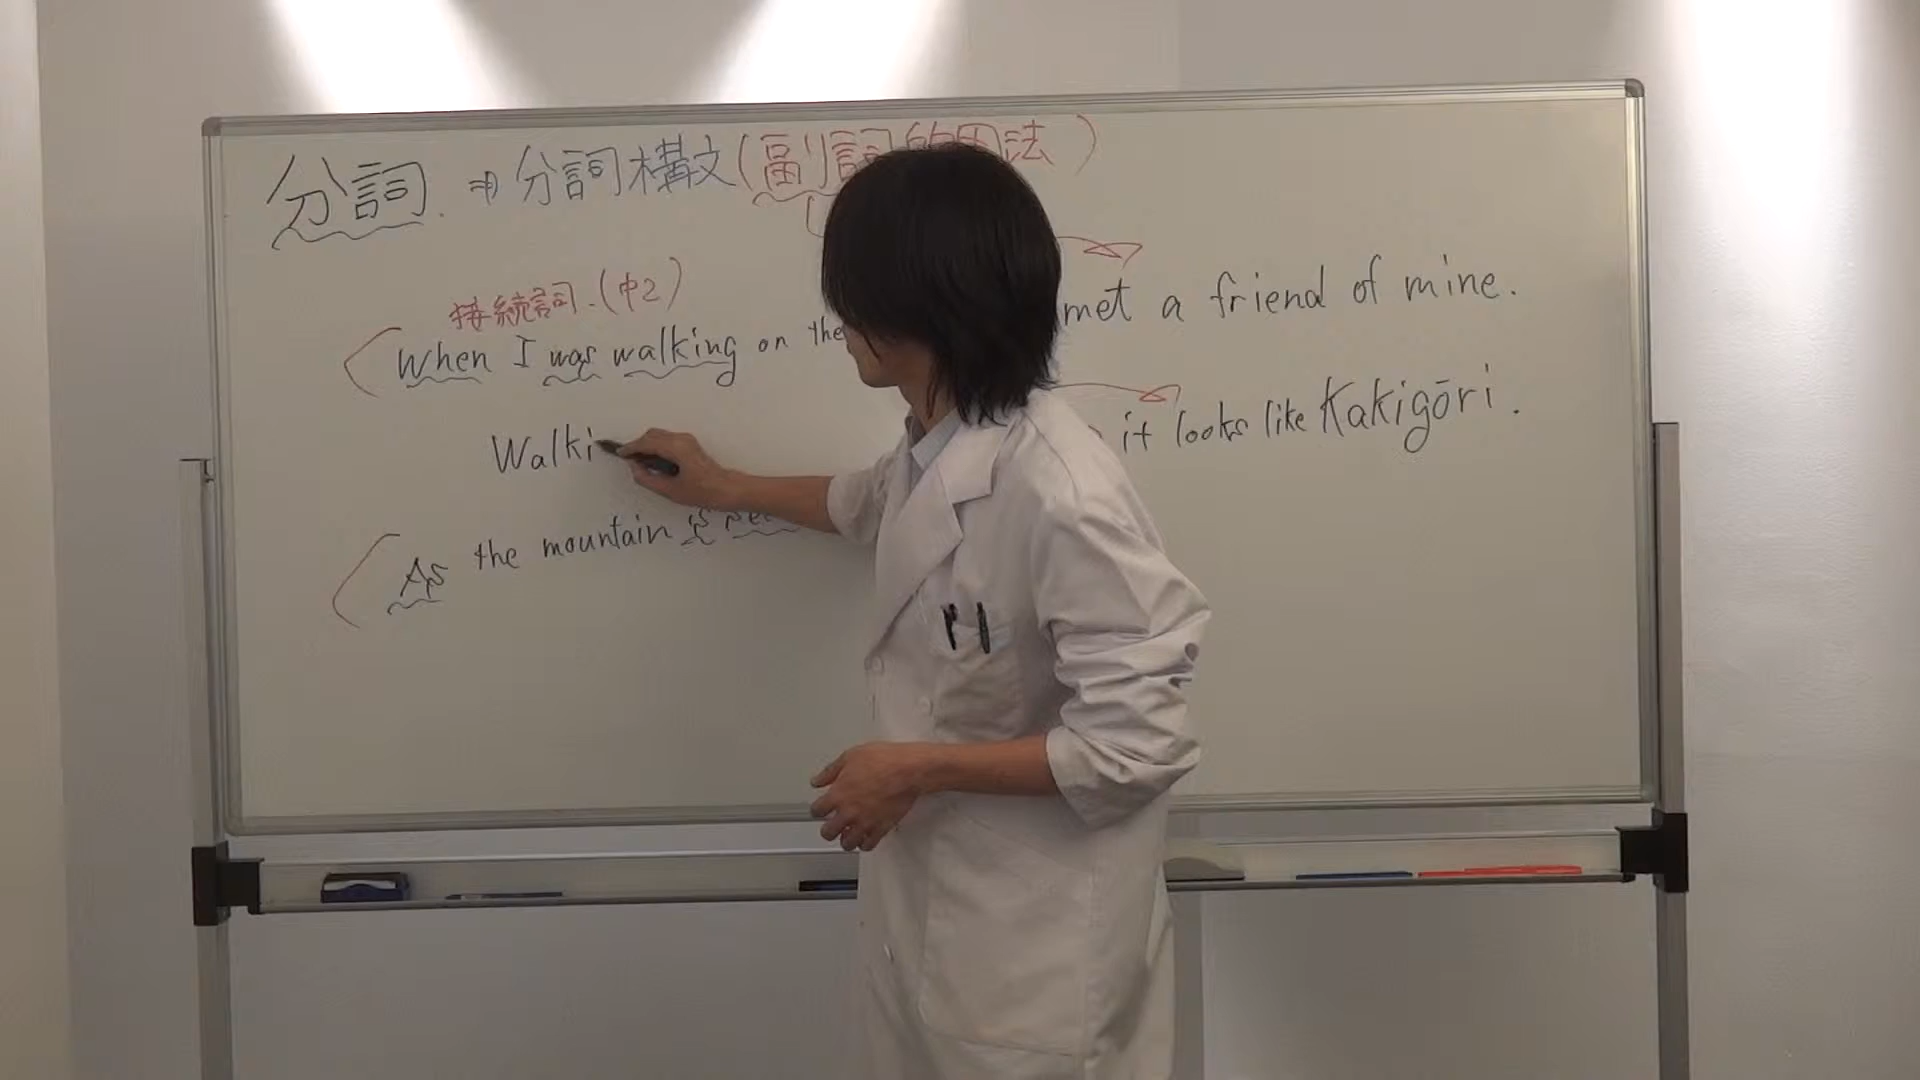 分詞. ⇒ 分詞構文(副詞的用法)
接続詞.(中2)
When I was walking on the met a friend of mine.
it looks like Kakigōri.
Walki
As the mountain is